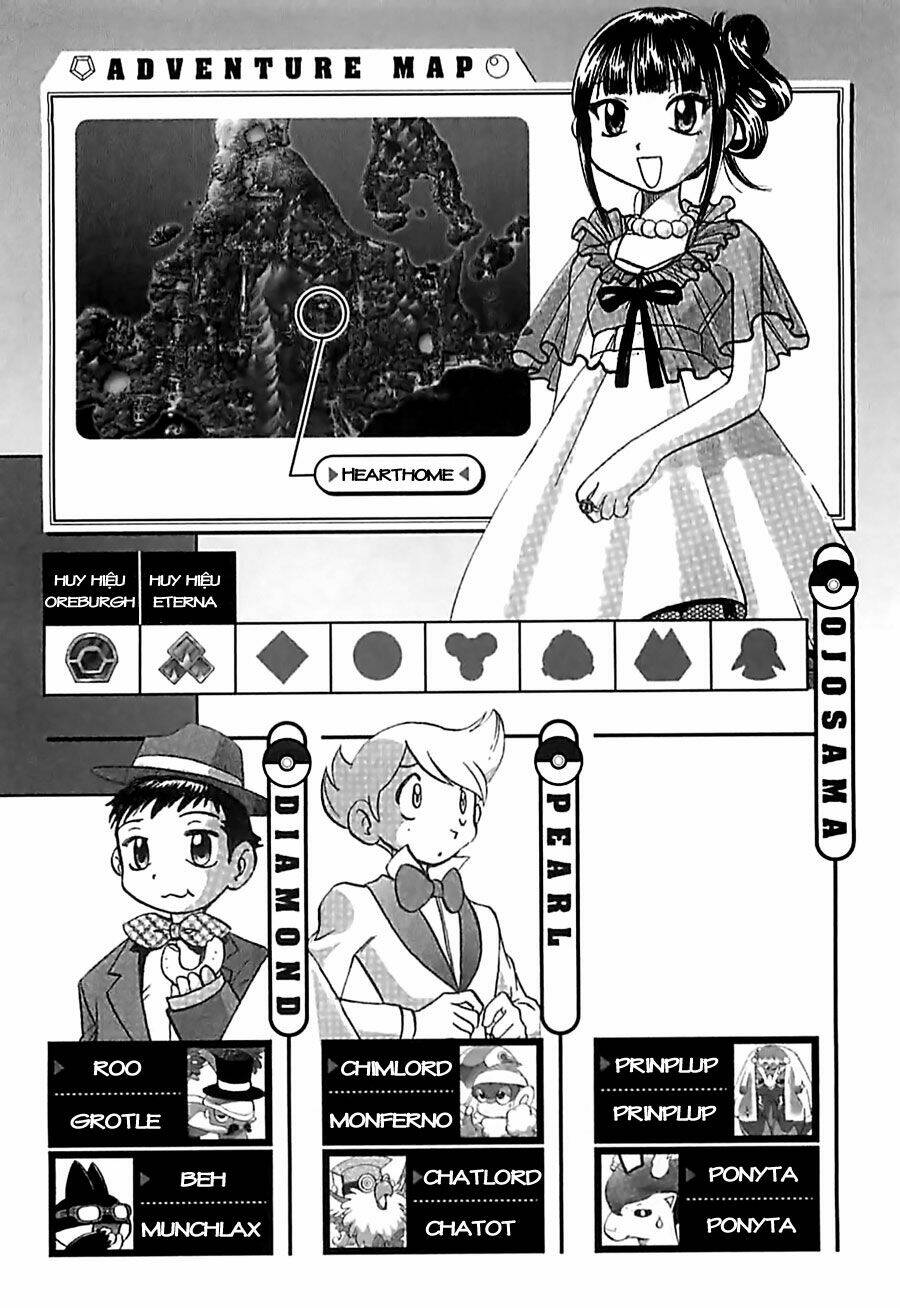 ADVENTURE MAP
HEARTHOME
HUY HIỆU
OREBURGH
HUY HIỆU
ETERNA
OJOSAMA
DIAMOND
PEARL
ROO
GROTLE
BEH
MUNCHLAX
CHIMLORD
MONFERNO
CHATLORD
CHATOT
PRINPLUP
PRINPLUP
PONYTA
PONYTA